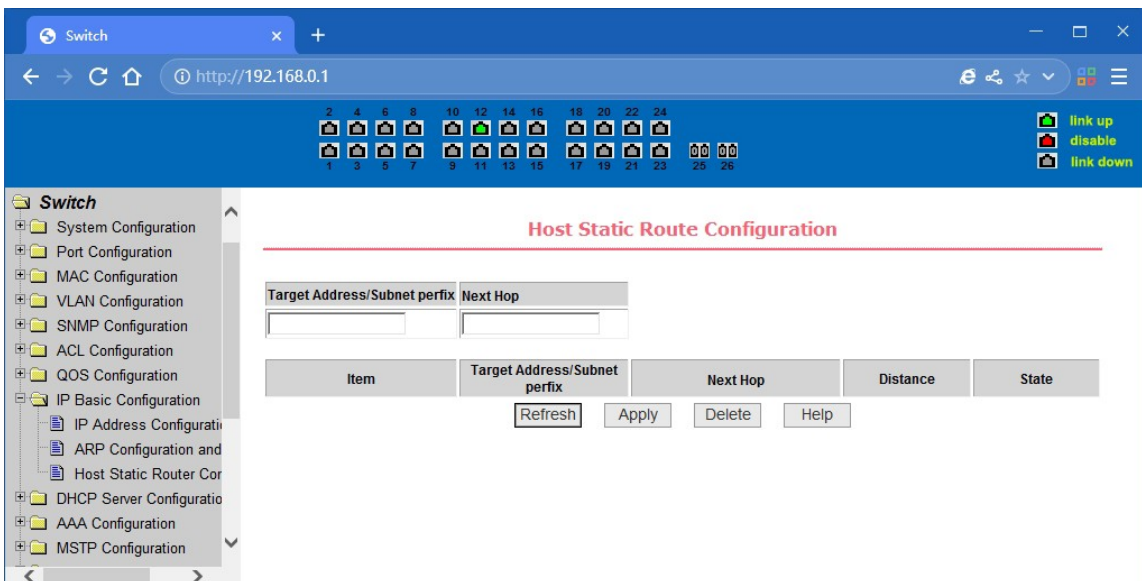 Switch
http://192.168.0.1
2 4 6 8 10 12 14 16 18 20 22 24
1 3 5 7 9 11 13 15 17 19 21 23 25 26
link up
disable
link down
Switch
System Configuration
Port Configuration
MAC Configuration
VLAN Configuration
SNMP Configuration
ACL Configuration
QOS Configuration
IP Basic Configuration
IP Address Configurati
ARP Configuration and
Host Static Router Cor
DHCP Server Configuratio
AAA Configuration
MSTP Configuration
Host Static Route Configuration
Target Address/Subnet perfix Next Hop
Item Target Address/Subnet perfix Next Hop Distance State
Refresh Apply Delete Help